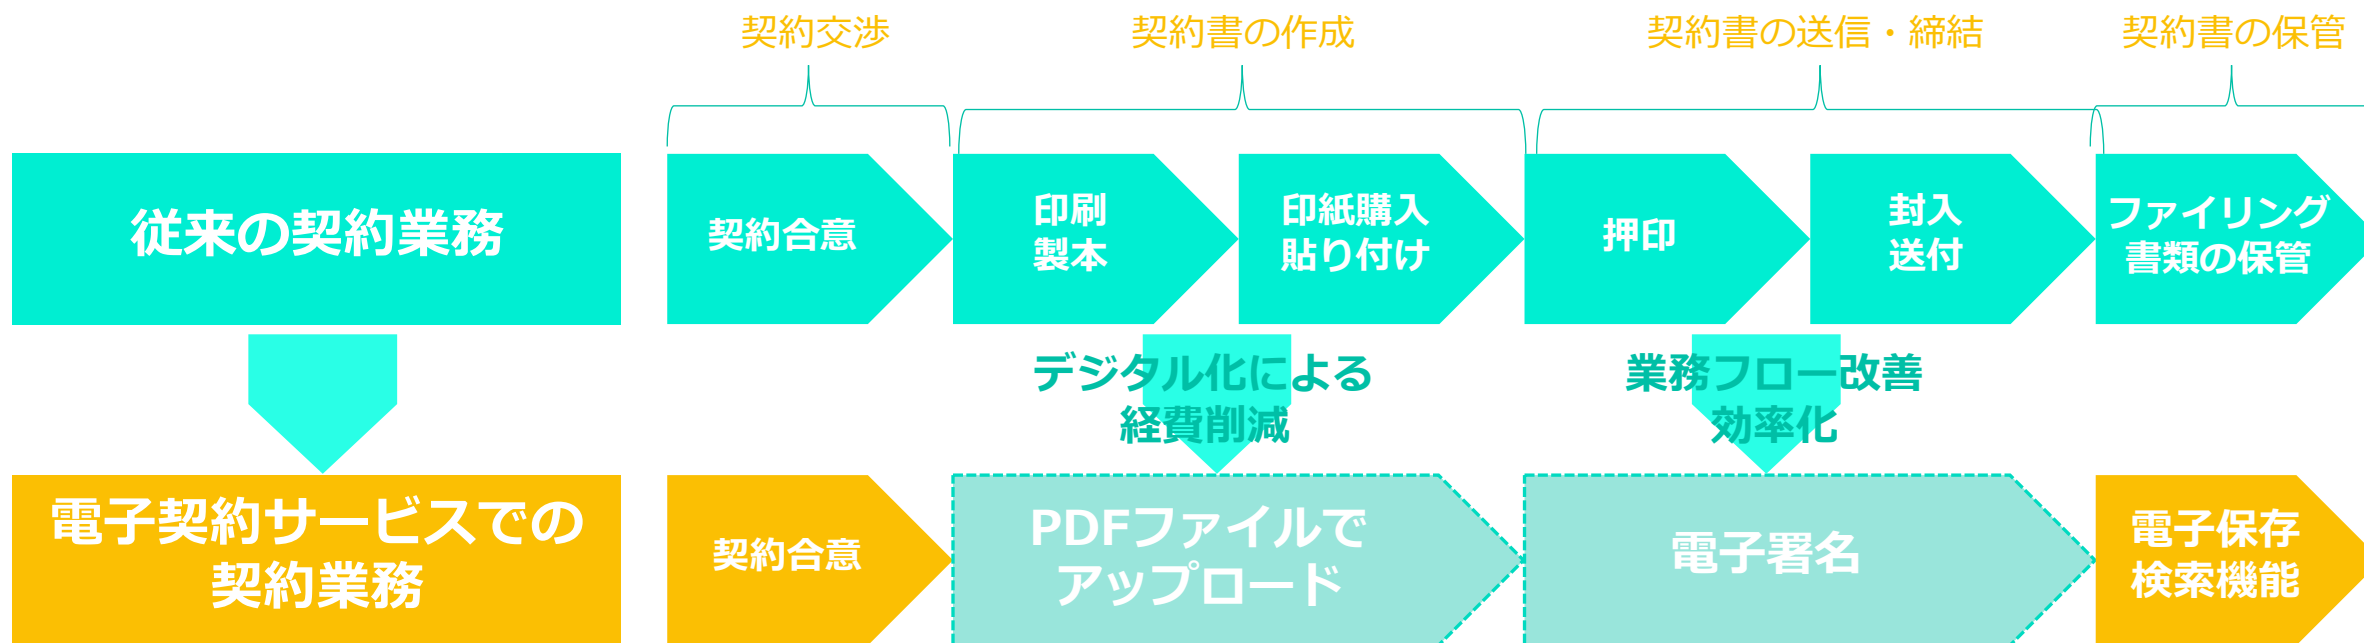 契約交渉
契約書の作成
契約書の送信・締結
契約書の保管
従来の契約業務
契約合意
印刷
製本
印紙購入
貼り付け
押印
封入
送付
ファイリング
書類の保管
デジタル化による
経費削減
業務フロー改善
効率化
電子契約サービスでの
契約業務
契約合意
PDFファイルで
アップロード
電子署名
電子保存
検索機能